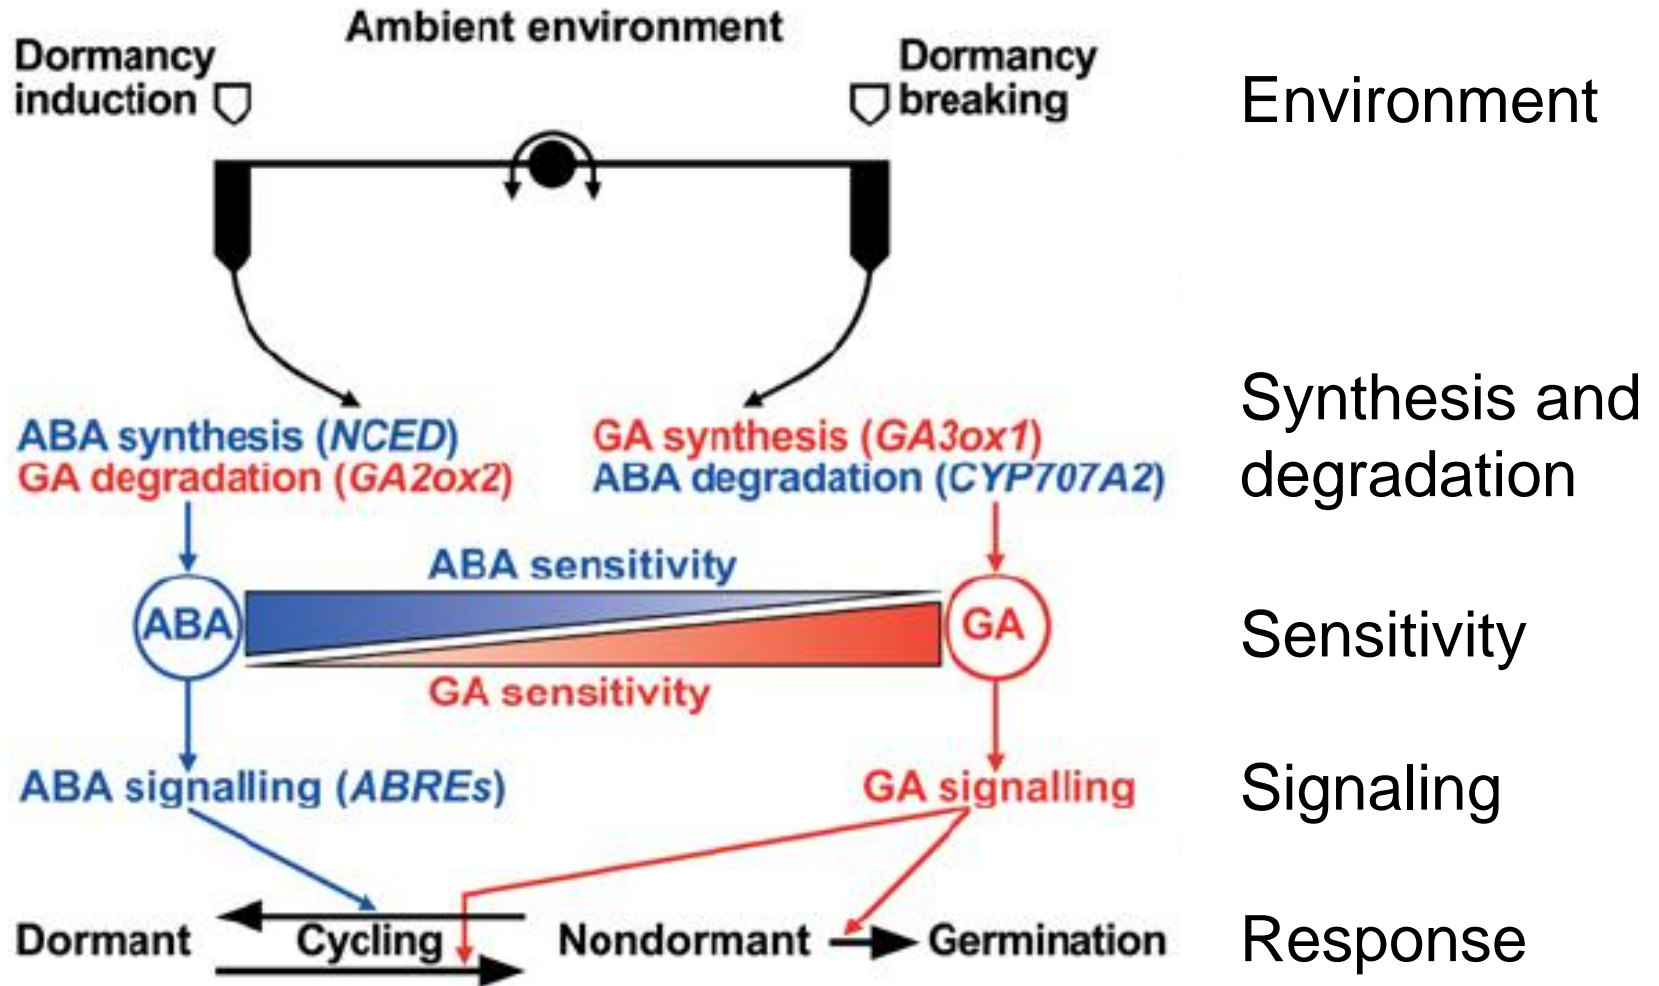 Ambient environment
Dormancy
induction
Dormancy
breaking
Environment
ABA synthesis (NCED)
GA degradation (GA2ox2)
GA synthesis (GA3ox1)
ABA degradation (CYP707A2)
Synthesis and
degradation
ABA sensitivity
ABA
GA
GA sensitivity
Sensitivity
ABA signalling (ABREs)
GA signalling
Signaling
Dormant
Cycling
Nondormant
Germination
Response